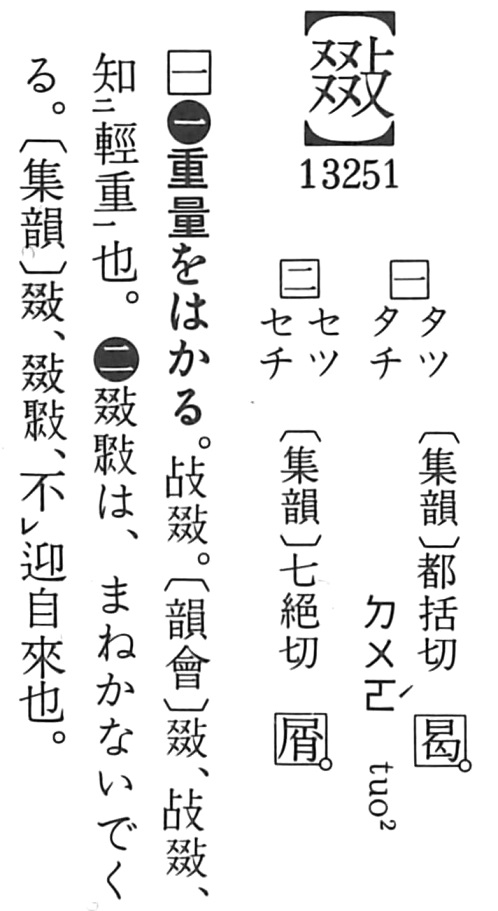 【敠】
13251
一 タツ タチ 〔集韻〕都括切 ㄉㄨㄛˊ tuo² 曷
二 セツ セチ 〔集韻〕七絶切 屑
一 ❶重量をはかる。敁敠。〔韻會〕敠、敁敠、
知㆓輕重㆒也。❷敠は、まねかないでく
る。〔集韻〕敠、敠、不㆑迎自來也。